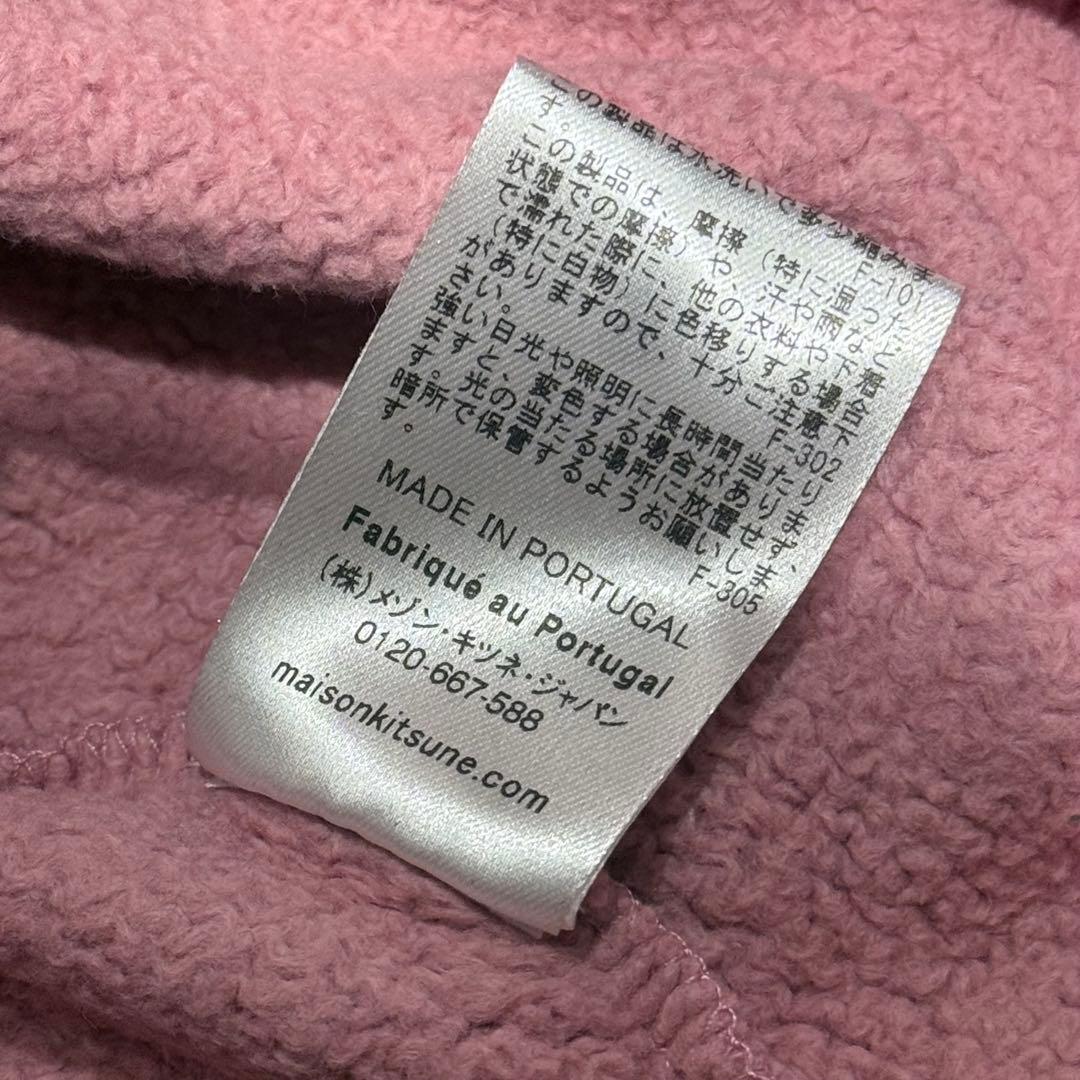 この製品は水洗いで多少縮みま
す。 F-101
この製品は、摩擦（特に湿った
状態での摩擦）や、汗や雨など
で濡れた際に、他の衣料や下着
（特に白物）に色移りする場合
がありますので、十分ご注意下
さい。 F-302
強い日光や照明に長時間当たり
ますと、変色する場合がありま
す。光の当たる場所に放置せず、
暗所で保管するようお願いしま
す。 F-305
MADE IN PORTUGAL
Fabriqué au Portugal
（株）メゾン・キツネ・ジャパン
0120-667-588
maisonkitsune.com